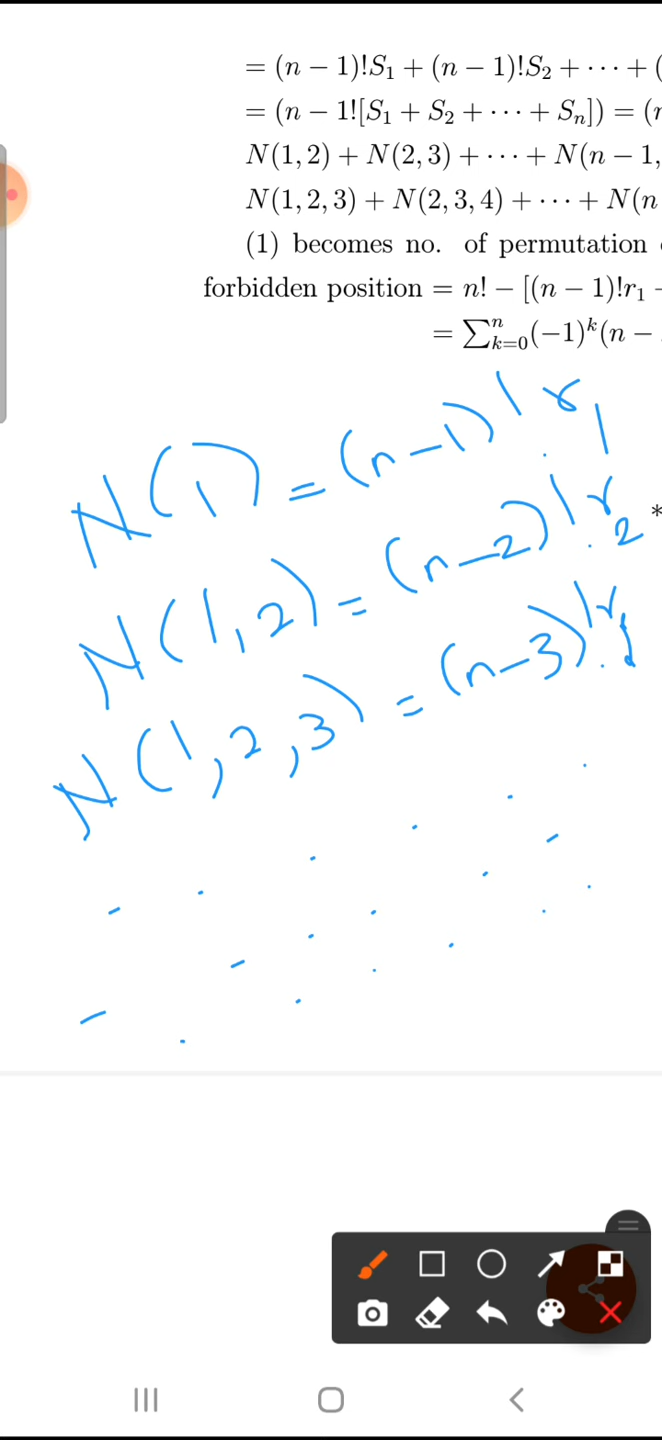 = (n − 1)!S₁ + (n − 1)!S₂ + ⋯ + (
= (n − 1![S₁ + S₂ + ⋯ + Sₙ]) = (
N(1, 2) + N(2, 3) + ⋯ + N(n − 1,
N(1, 2, 3) + N(2, 3, 4) + ⋯ + N(n
(1) becomes no. of permutation
forbidden position = n! − [(n − 1)!r₁
= ∑ⁿₖ₌₀(−1)ᵏ(n −
N(1) = (n-1)! r₁
*
N(1,2) = (n-2)! r₂
N(1,2,3) = (n-3)! r